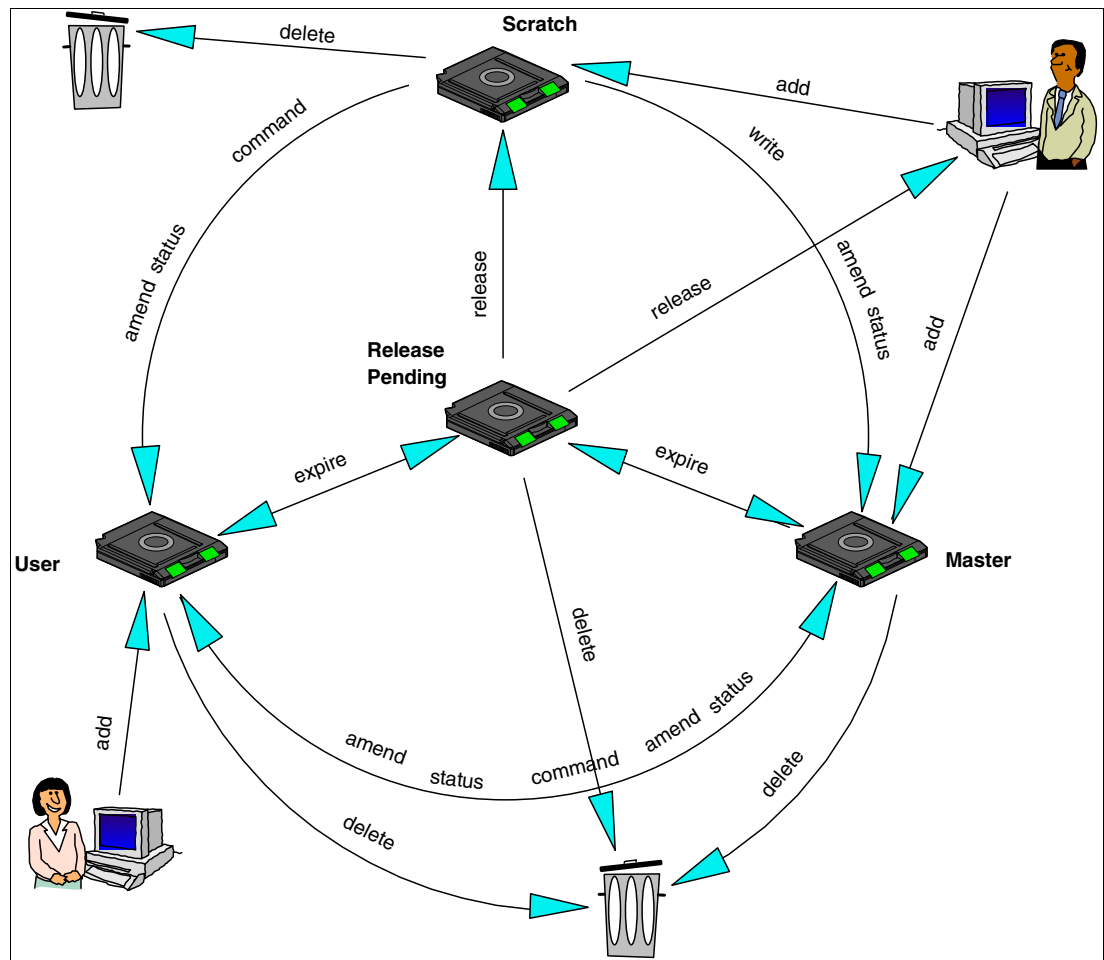 Scratch
delete
add
command
write
amend status
amend status
release
release
add
Release
Pending
expire
expire
User
Master
delete
add
amend status command amend status
delete
delete